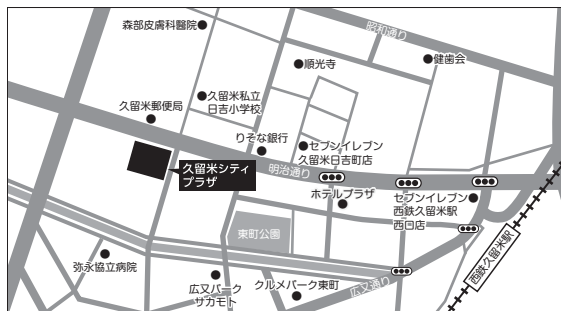 森部皮膚科醫院
昭和通り
順光寺
健歯会
久留米私立
日吉小学校
久留米郵便局
りそな銀行
セブンイレブン
久留米日吉町店
久留米シティ
プラザ
明治通り
ホテルプラザ
セブンイレブン
西鉄久留米駅
西口店
東町公園
西鉄久留米駅
弥永協立病院
広又パーク
サカモト
クルメパーク東町
広又通り